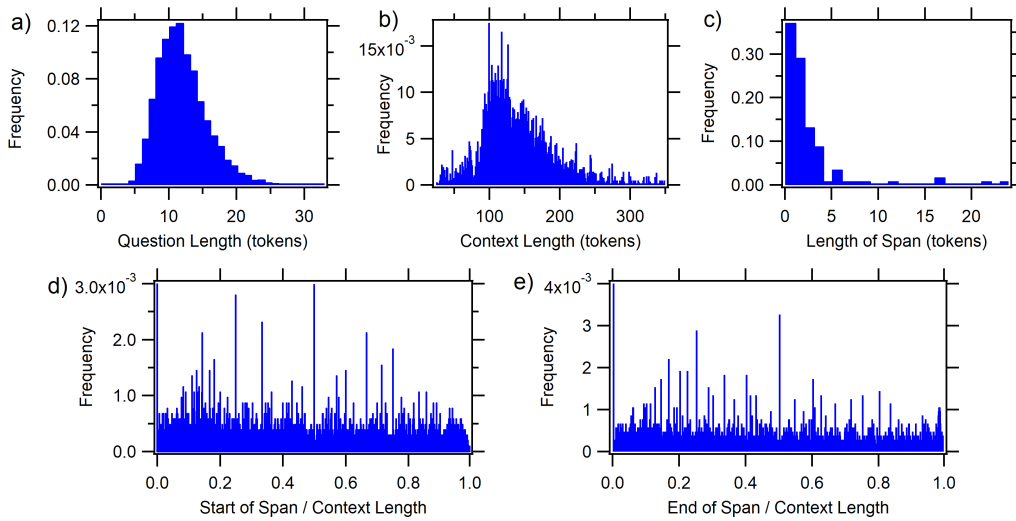 a)
0.12
0.08
0.04
0.00
Frequency
0 10 20 30
Question Length (tokens)
b)
15x10-3
10
5
0
Frequency
100 200 300
Context Length (tokens)
c)
0.30
0.20
0.10
0.00
Frequency
0 5 10 15 20
Length of Span (tokens)
d)
3.0x10-3
2.0
1.0
0.0
Frequency
0.0 0.2 0.4 0.6 0.8 1.0
Start of Span / Context Length
e)
4x10-3
3
2
1
0
Frequency
0.0 0.2 0.4 0.6 0.8 1.0
End of Span / Context Length